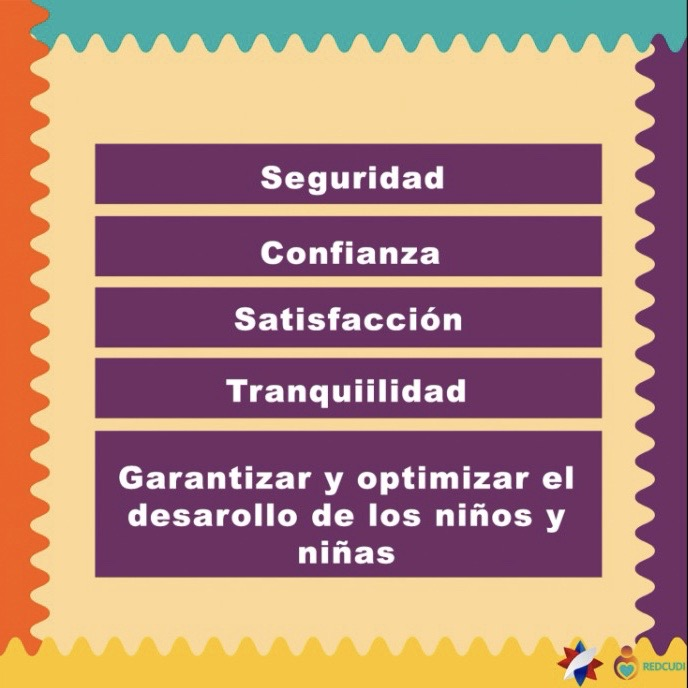 Seguridad
Confianza
Satisfacción
Tranquiilidad
Garantizar y optimizar el
desarollo de los niños y
niñas
REDCUDI